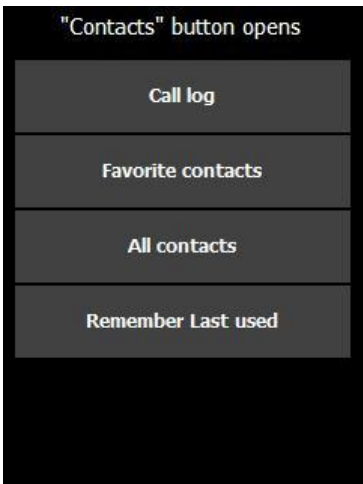 "Contacts" button opens
Call log
Favorite contacts
All contacts
Remember Last used